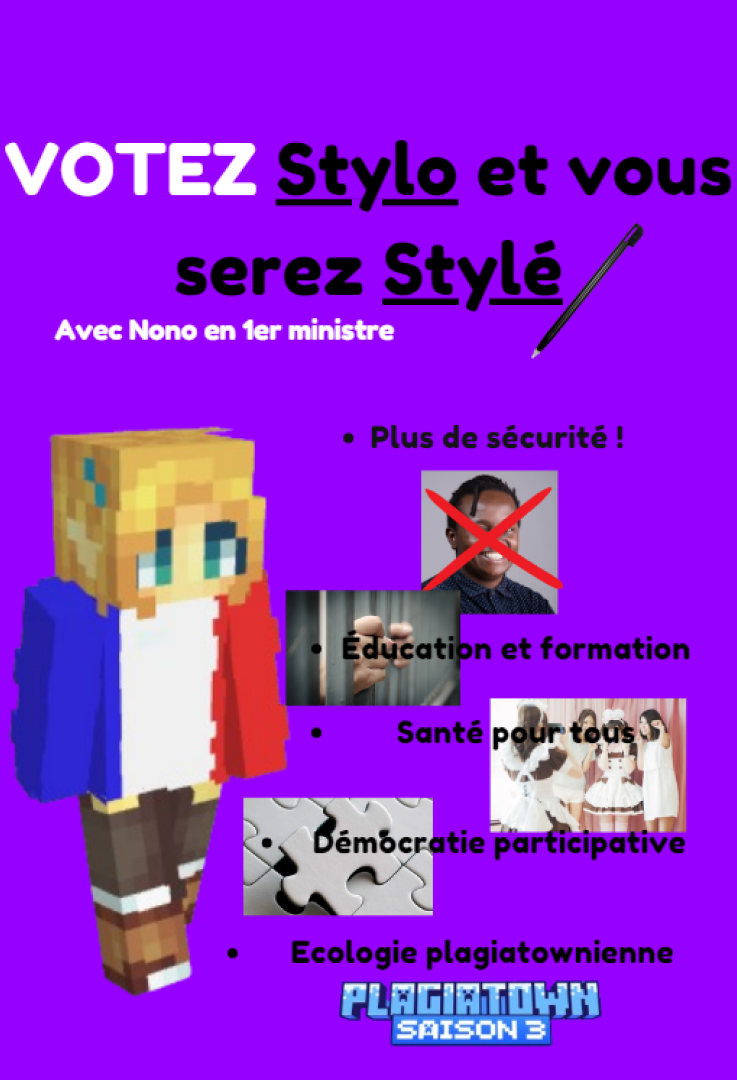 VOTEZ Stylo et vous
serez Stylé
Avec Nono en 1er ministre
• Plus de sécurité !
• Éducation et formation
• Santé pour tous
• Démocratie participative
• Ecologie plagiatownienne
PLAGIATOWN
SAISON 3